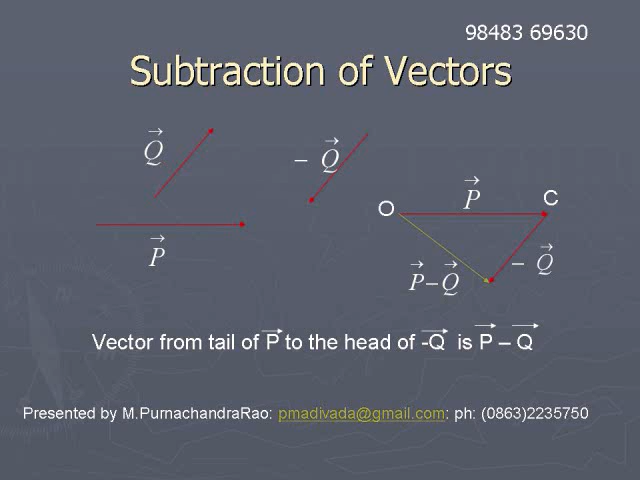 98483 69630
Subtraction of Vectors
Q
– Q
P
O
P
C
P–Q
– Q
Vector from tail of P to the head of -Q is P – Q
Presented by M.PurnachandraRao: pmadivada@gmail.com: ph: (0863)2235750